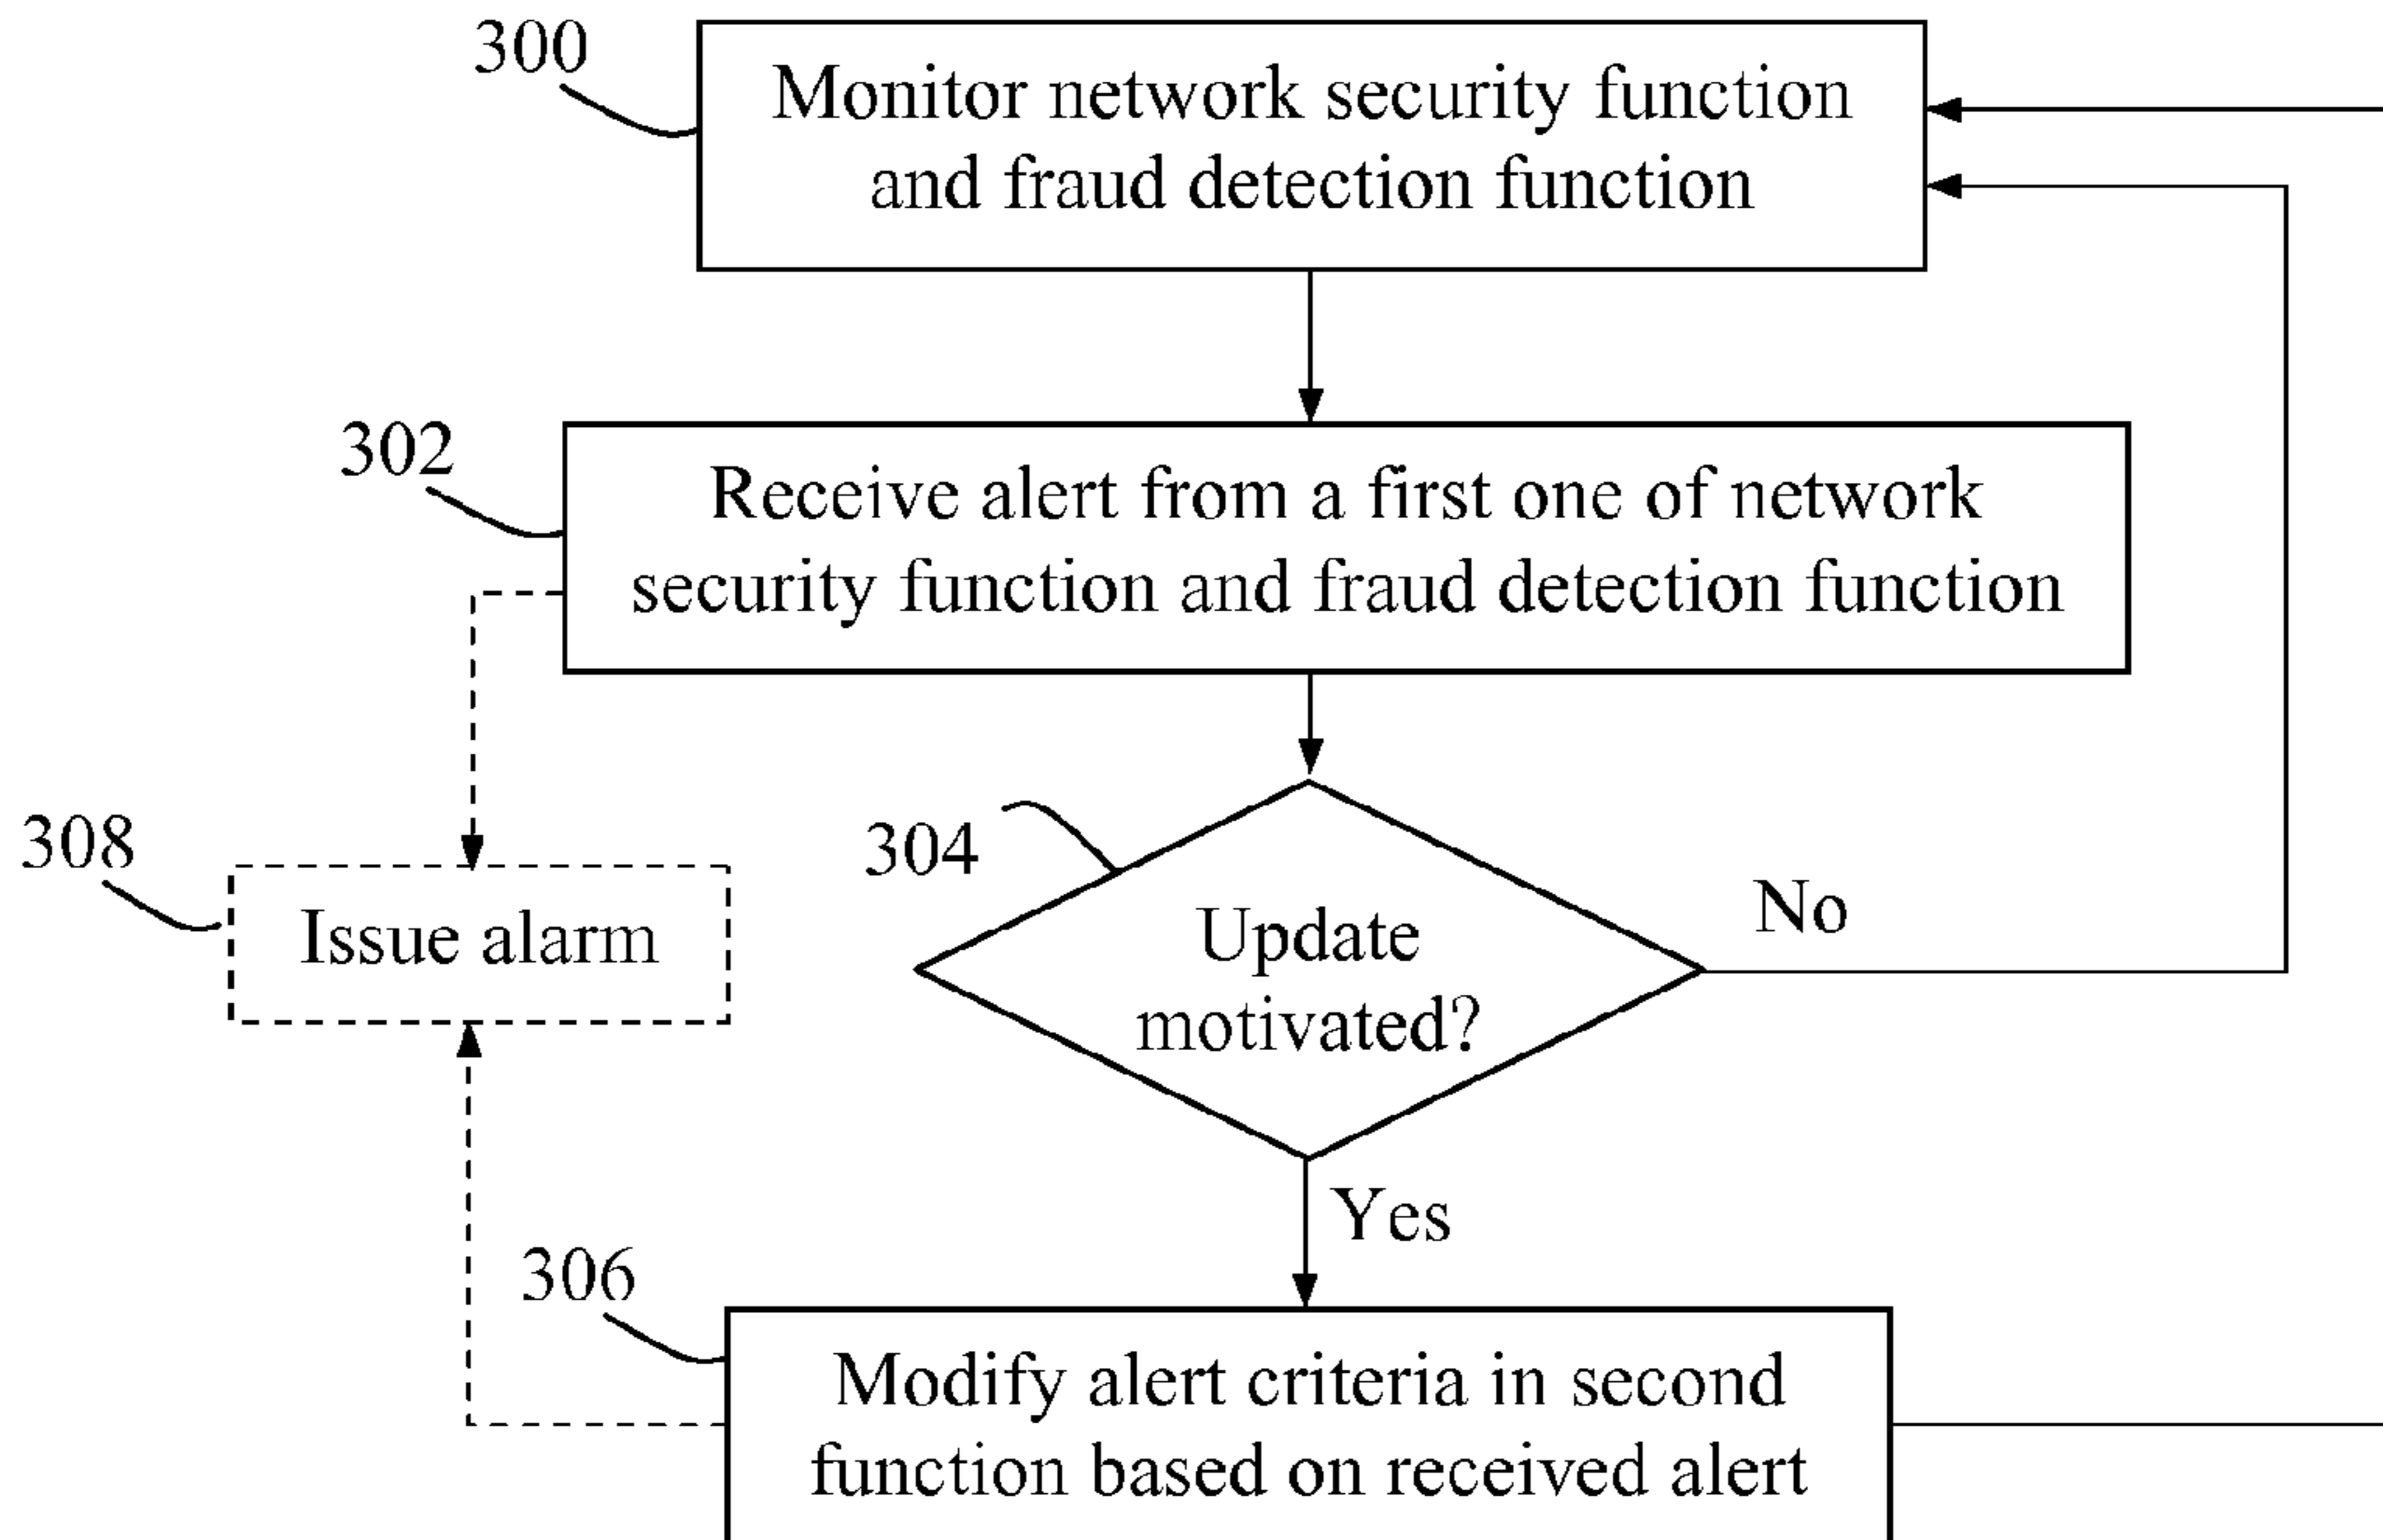 300
Monitor network security function
and fraud detection function
302
Receive alert from a first one of network
security function and fraud detection function
308
Issue alarm
304
Update
motivated?
No
Yes
306
Modify alert criteria in second
function based on received alert